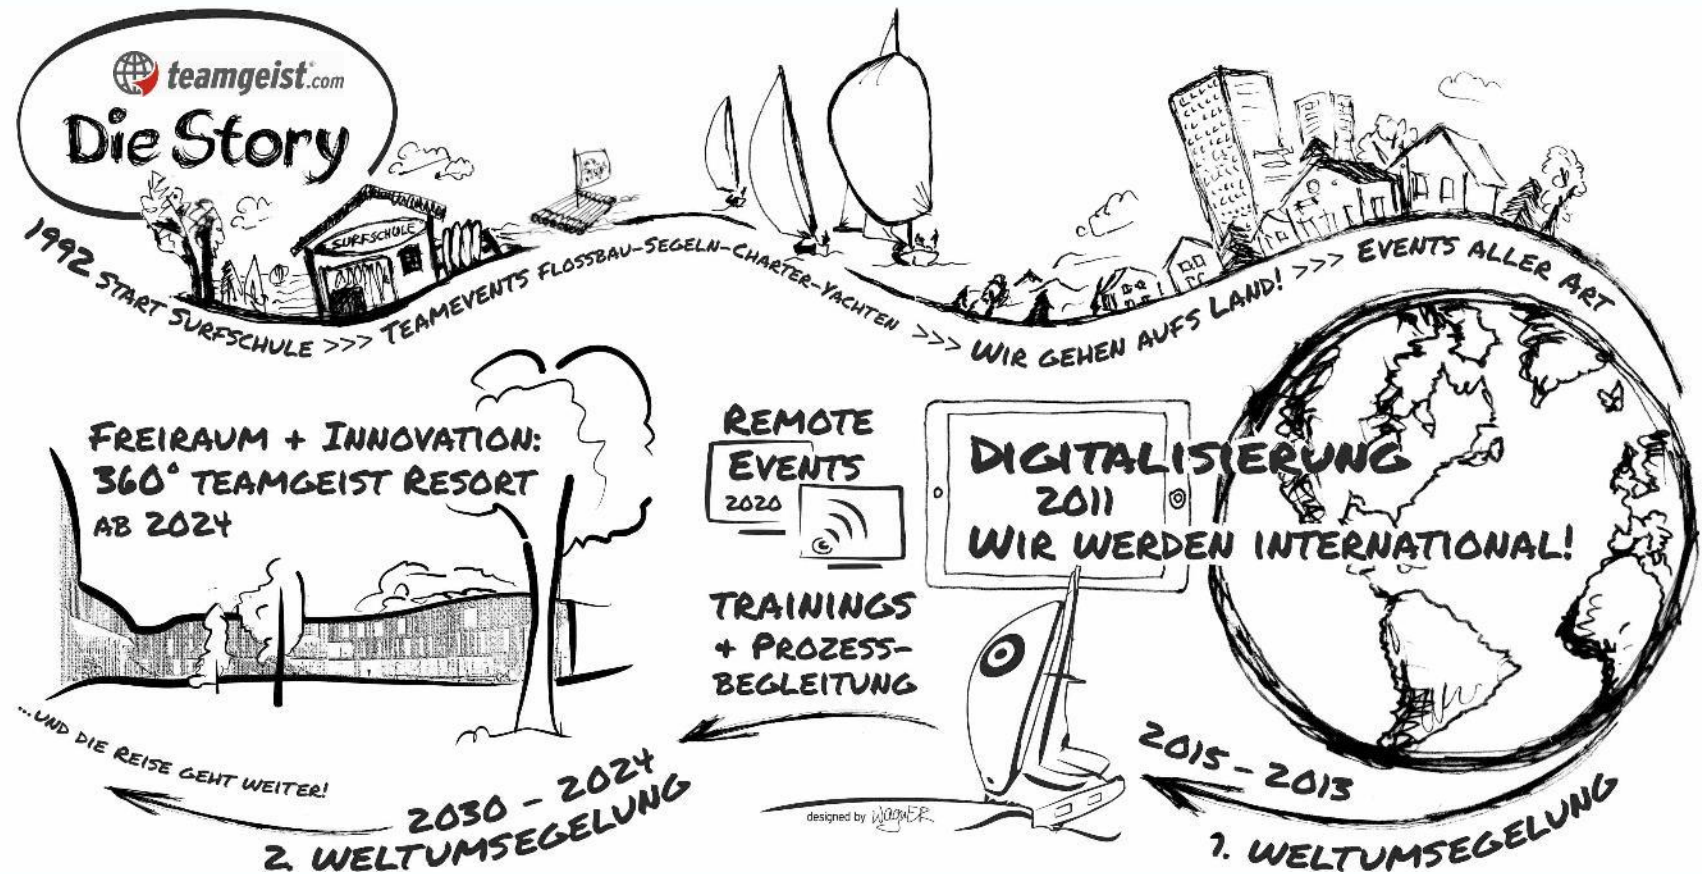 teamgeist.com
Die Story
1992 START SURFSCHULE >>> TEAMEVENTS FLOSSBAU-SEGELN-CHARTER-YACHTEN >>> WIR GEHEN AUFS LAND! >>> EVENTS ALLER ART
SURFSCHULE
DIGITALISIERUNG
2011
WIR WERDEN INTERNATIONAL!
2015 - 2013
1. WELTUMSEGELUNG
REMOTE
EVENTS
2020
TRAININGS
+ PROZESS-
BEGLEITUNG
designed by WagnER
FREIRAUM + INNOVATION:
360° TEAMGEIST RESORT
AB 2024
2030 - 2024
2. WELTUMSEGELUNG
...UND DIE REISE GEHT WEITER!